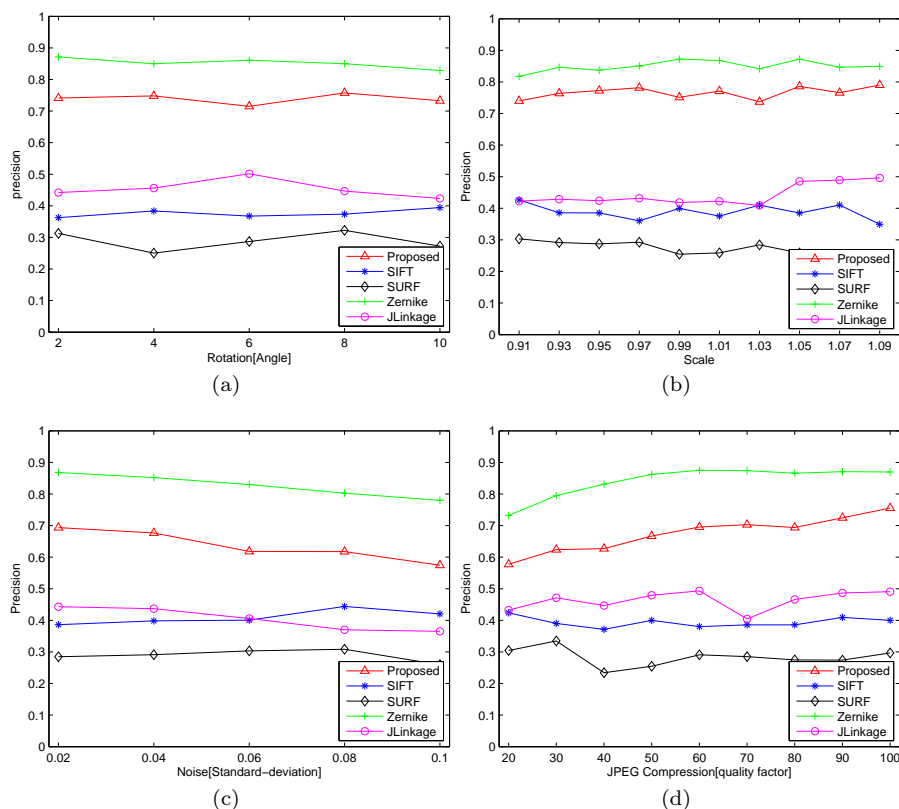 1
0.9
0.8
0.7
0.6
0.5
0.4
0.3
0.2
0.1
0
precision
2 4 6 8 10
Rotation[Angle]
Proposed
SIFT
SURF
Zernike
JLinkage
(a)
1
0.9
0.8
0.7
0.6
0.5
0.4
0.3
0.2
0.1
0
Precision
0.91 0.93 0.95 0.97 0.99 1.01 1.03 1.05 1.07 1.09
Scale
Proposed
SIFT
SURF
Zernike
JLinkage
(b)
1
0.9
0.8
0.7
0.6
0.5
0.4
0.3
0.2
0.1
0
Precision
0.02 0.04 0.06 0.08 0.1
Noise[Standard−deviation]
Proposed
SIFT
SURF
Zernike
JLinkage
(c)
1
0.9
0.8
0.7
0.6
0.5
0.4
0.3
0.2
0.1
0
Precision
20 30 40 50 60 70 80 90 100
JPEG Compression[quality factor]
Proposed
SIFT
SURF
Zernike
JLinkage
(d)